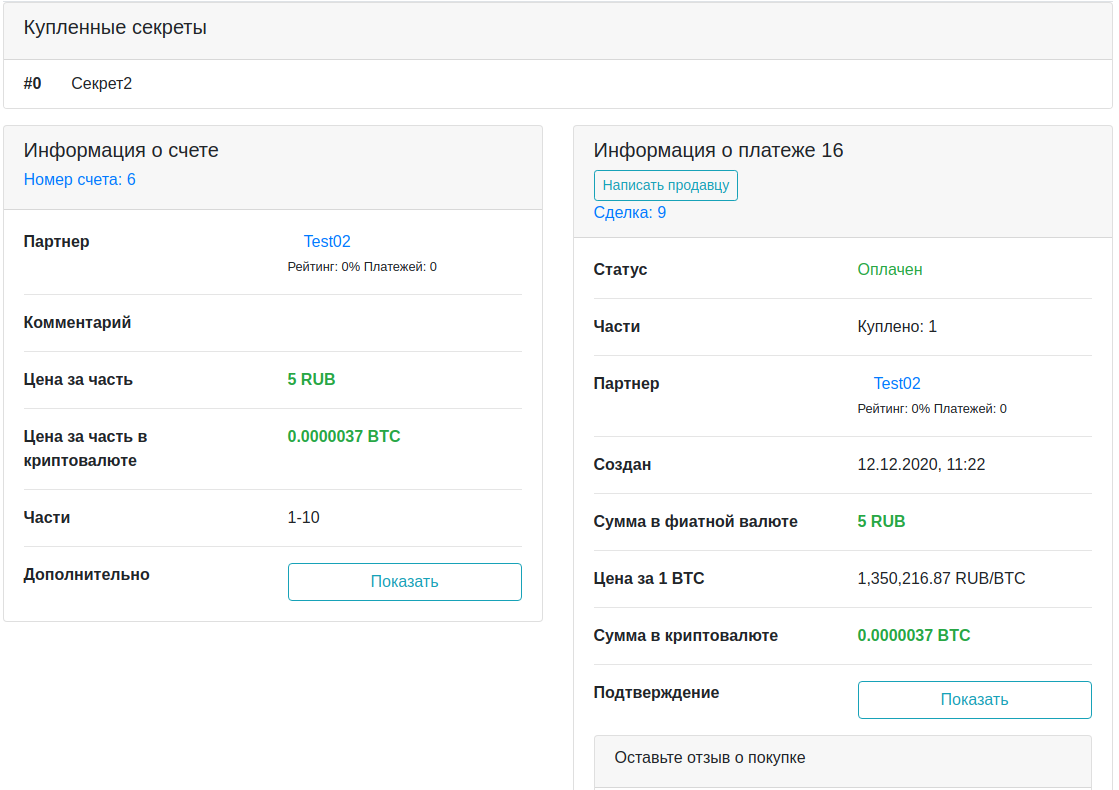 Купленные секреты
#0 Секрет2
Информация о счете
Номер счета: 6
Партнер Test02
Рейтинг: 0% Платежей: 0
Комментарий
Цена за часть 5 RUB
Цена за часть в 0.0000037 BTC
криптовалюте
Части 1-10
Дополнительно Показать
Информация о платеже 16
Написать продавцу
Сделка: 9
Статус Оплачен
Части Куплено: 1
Партнер Test02
Рейтинг: 0% Платежей: 0
Создан 12.12.2020, 11:22
Сумма в фиатной валюте 5 RUB
Цена за 1 BTC 1,350,216.87 RUB/BTC
Сумма в криптовалюте 0.0000037 BTC
Подтверждение Показать
Оставьте отзыв о покупке